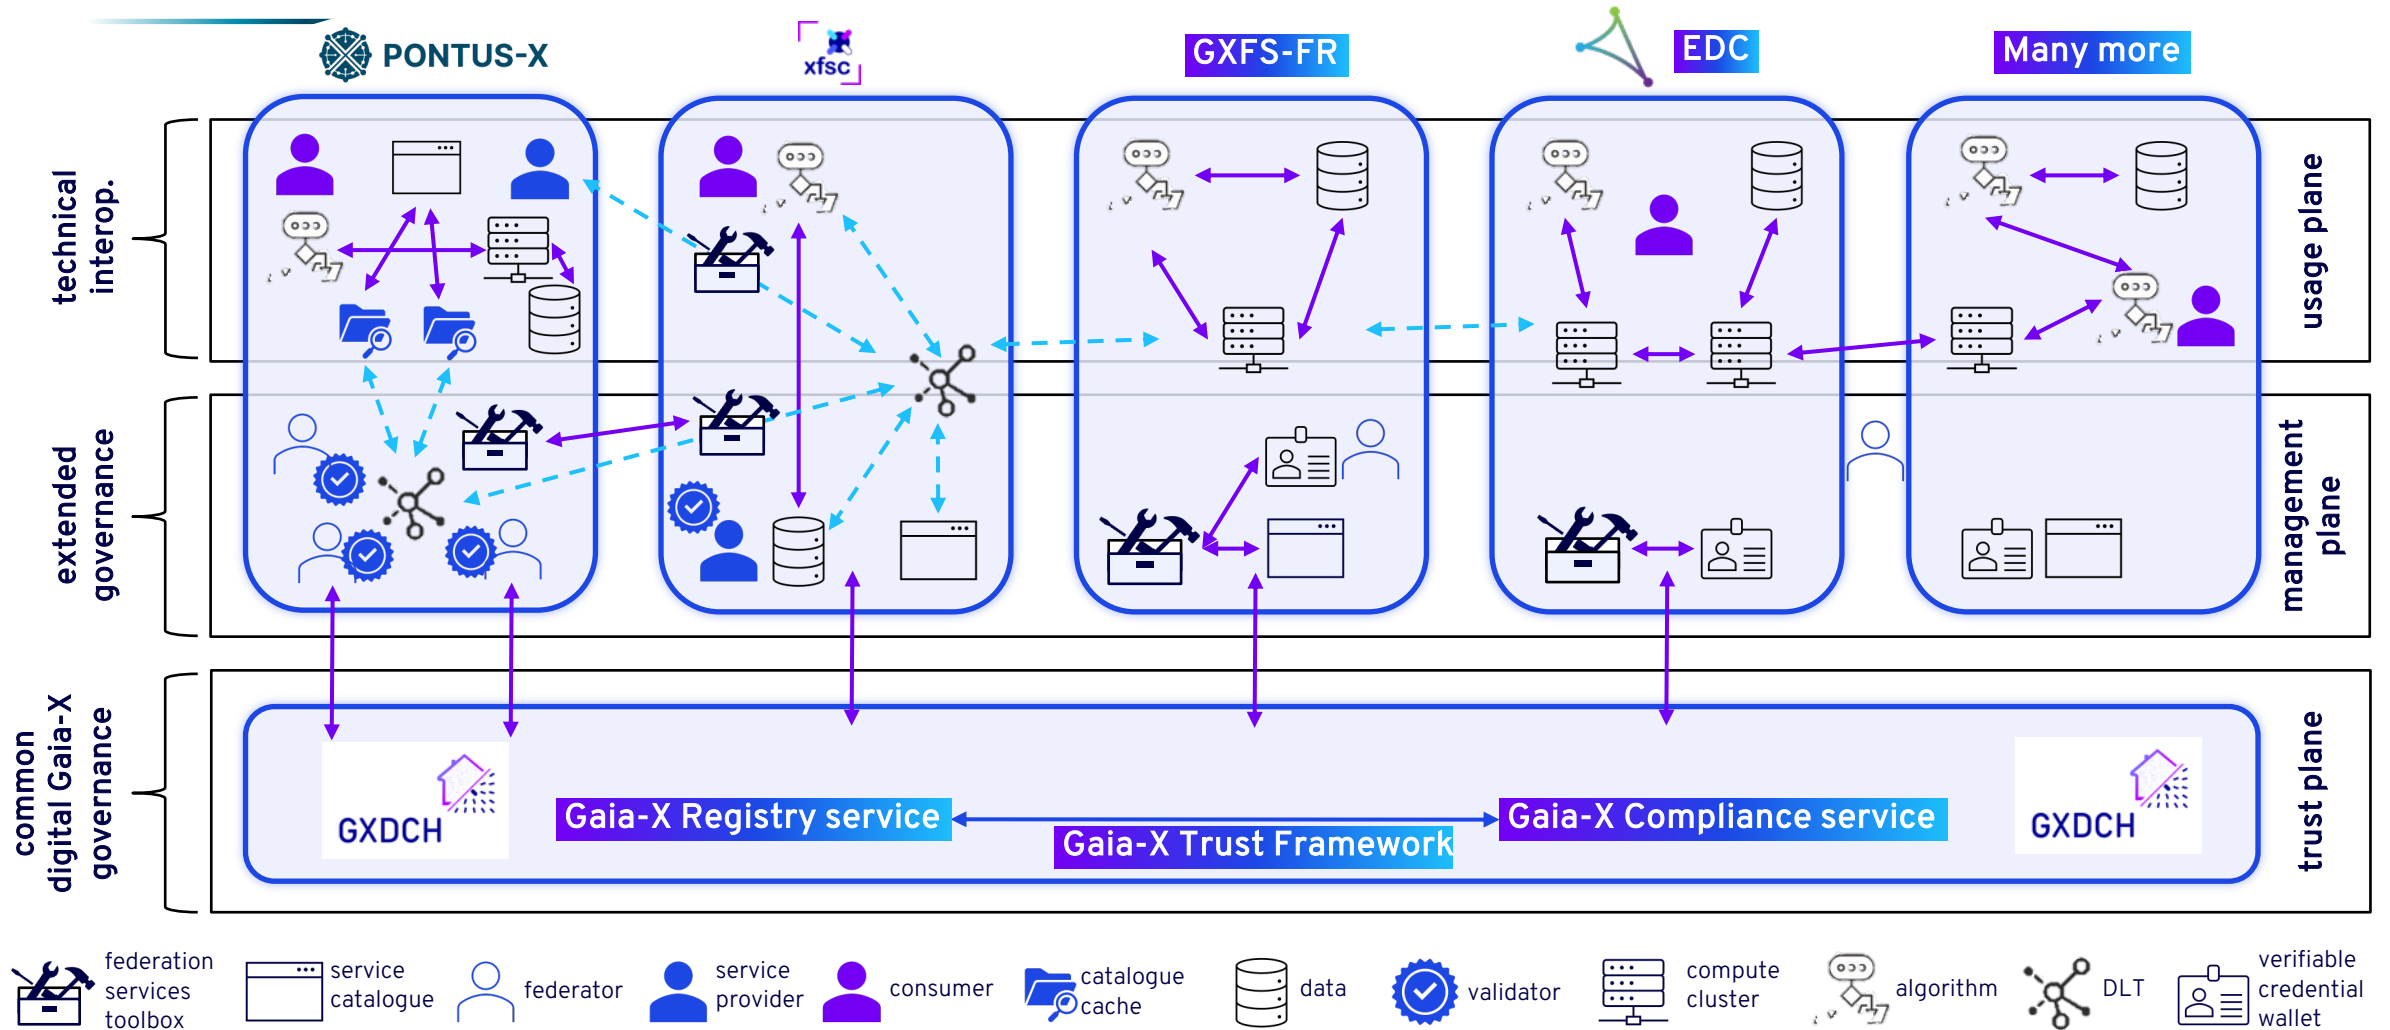 PONTUS-X
xfsc
GXFS-FR
EDC
Many more
technical
interop.
usage plane
extended
governance
management
plane
common
digital Gaia-X
governance
trust plane
GXDCH
Gaia-X Registry service
Gaia-X Trust Framework
Gaia-X Compliance service
GXDCH
federation
services
toolbox
service
catalogue
federator
service
provider
consumer
catalogue
cache
data
validator
compute
cluster
algorithm
DLT
verifiable
credential
wallet